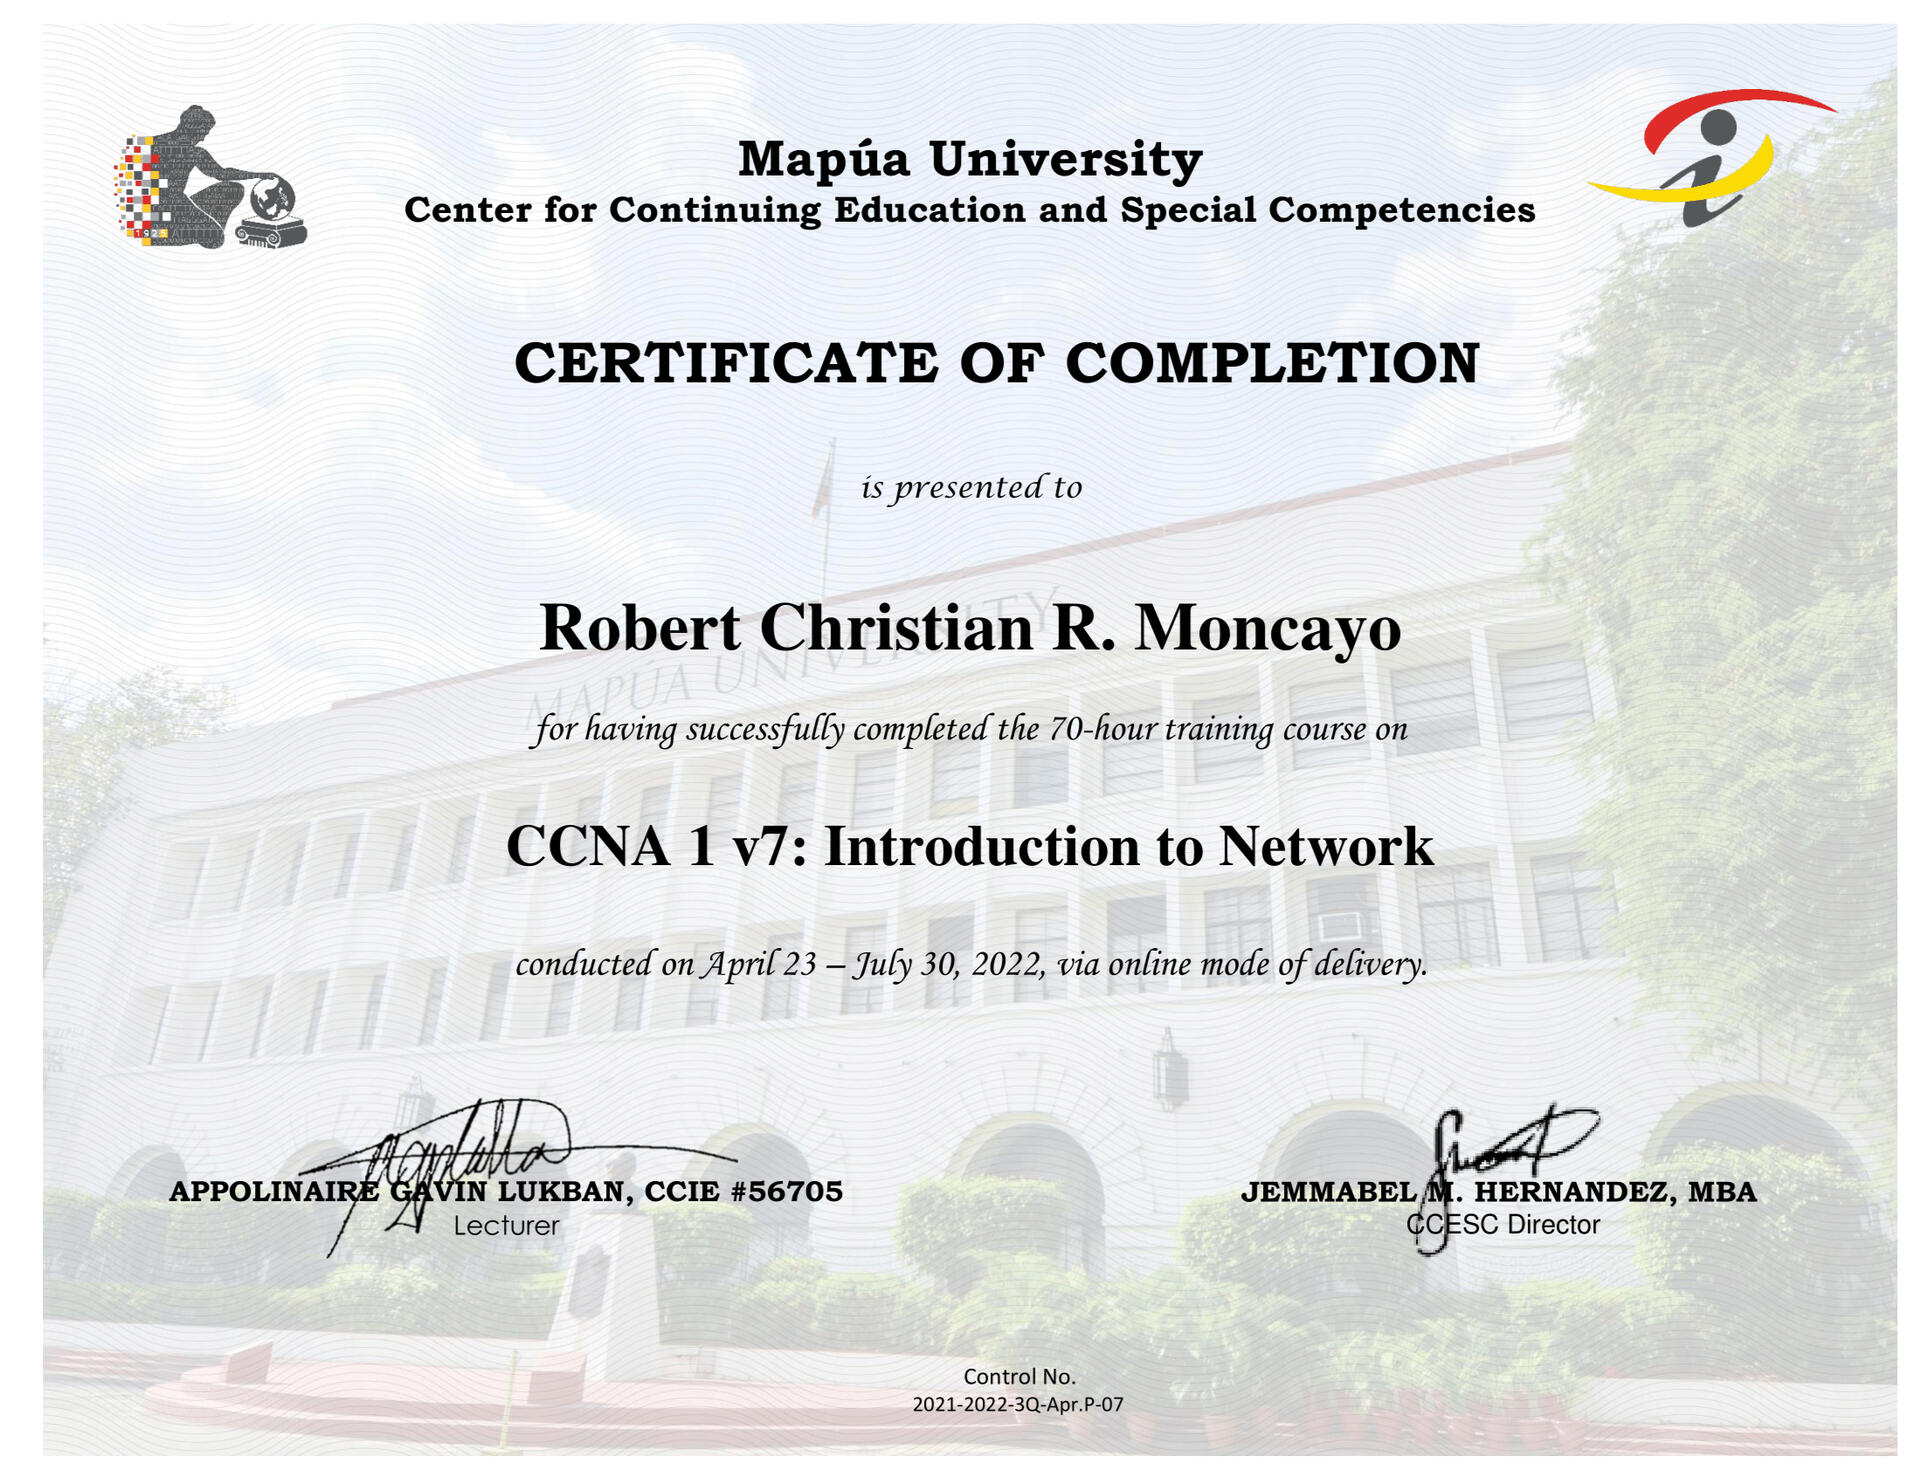 Mapúa University
Center for Continuing Education and Special Competencies
CERTIFICATE OF COMPLETION
is presented to
MAPÚA UNIVERSITY
Robert Christian R. Moncayo
for having successfully completed the 70-hour training course on
CCNA 1 v7: Introduction to Network
conducted on April 23 – July 30, 2022, via online mode of delivery.
APPOLINAIRE GAVIN LUKBAN, CCIE #56705
Lecturer
JEMMABEL M. HERNANDEZ, MBA
CCESC Director
Control No.
2021-2022-3Q-Apr.P-07
1925